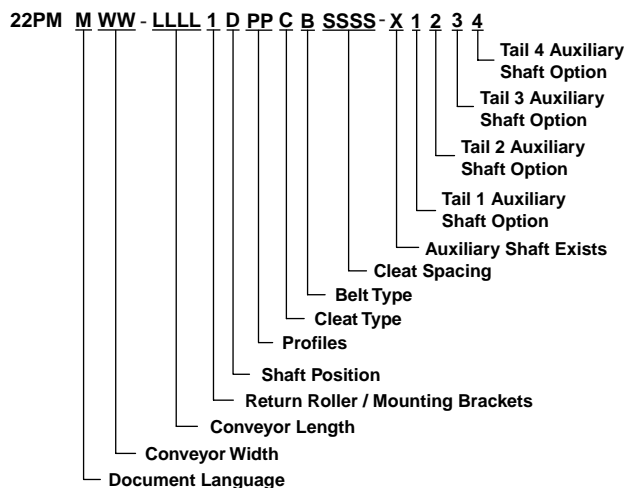 22PM M WW - LLLL 1 D PP C B SSSS - X 1 2 3 4
Tail 4 Auxiliary
Shaft Option
Tail 3 Auxiliary
Shaft Option
Tail 2 Auxiliary
Shaft Option
Tail 1 Auxiliary
Shaft Option
Auxiliary Shaft Exists
Cleat Spacing
Belt Type
Cleat Type
Profiles
Shaft Position
Return Roller / Mounting Brackets
Conveyor Length
Conveyor Width
Document Language